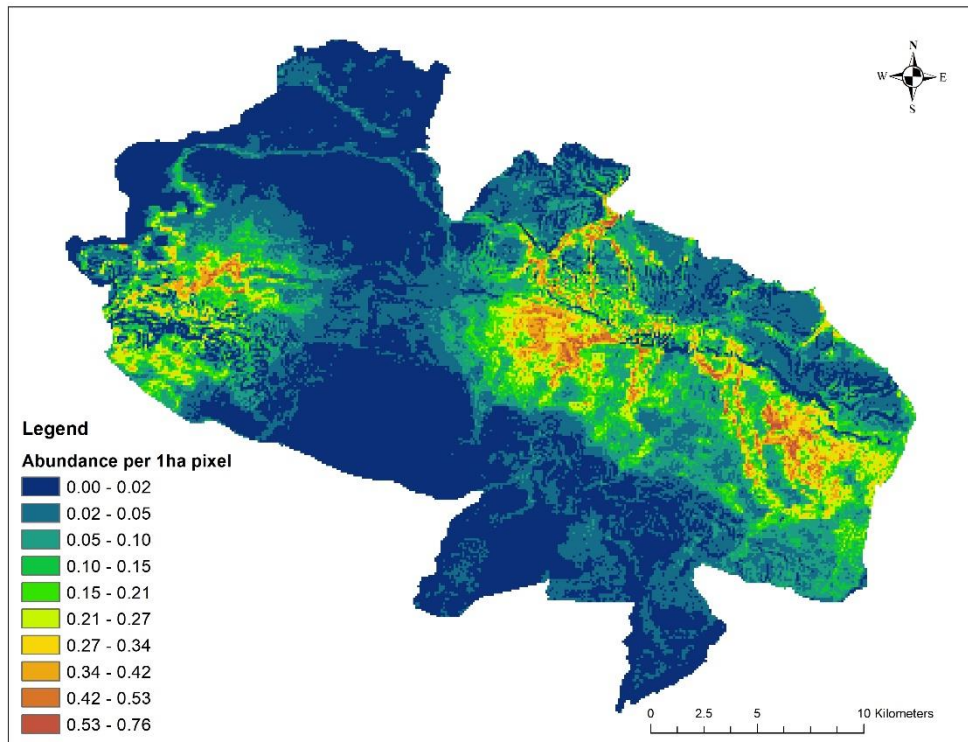 N
W E
S
Legend
Abundance per 1ha pixel
0.00 - 0.02
0.02 - 0.05
0.05 - 0.10
0.10 - 0.15
0.15 - 0.21
0.21 - 0.27
0.27 - 0.34
0.34 - 0.42
0.42 - 0.53
0.53 - 0.76
0 2.5 5 10 Kilometers